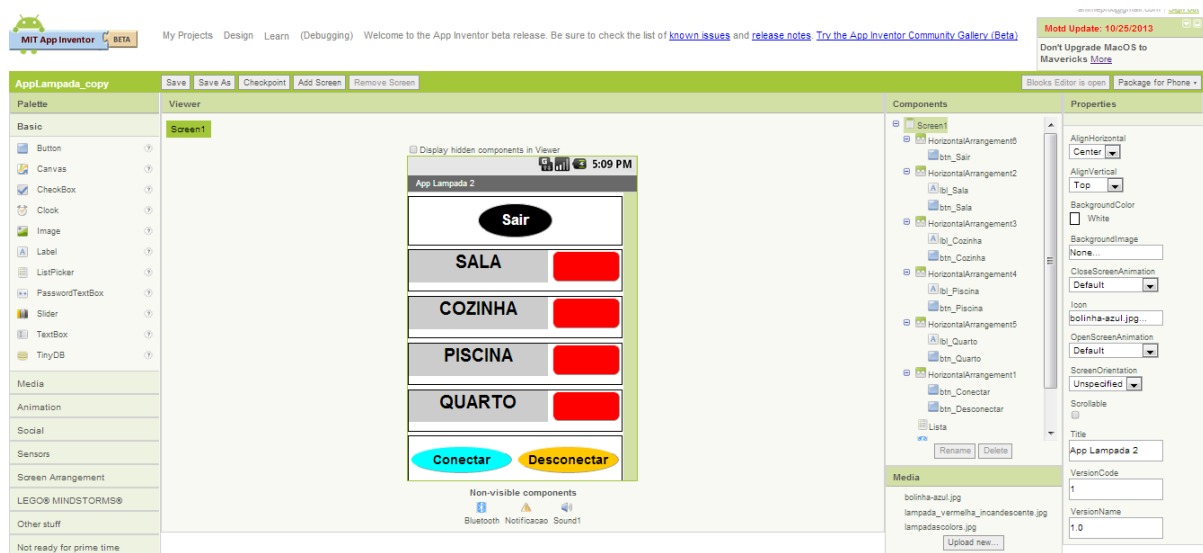 Sign out
MIT App Inventor BETA
My Projects Design Learn (Debugging) Welcome to the App Inventor beta release. Be sure to check the list of known issues and release notes. Try the App Inventor Community Gallery (Beta)
Motd Update: 10/25/2013
Don't Upgrade MacOS to
Mavericks More
AppLampada_copy
Save Save As Checkpoint Add Screen Remove Screen
Blocks Editor is open Package for Phone
Palette
Basic
Button
Canvas
CheckBox
Clock
Image
Label
ListPicker
PasswordTextBox
Slider
TextBox
TinyDB
Media
Animation
Social
Sensors
Screen Arrangement
LEGO® MINDSTORMS®
Other stuff
Not ready for prime time
Viewer
Screen1
Display hidden components in Viewer
5:09 PM
App Lampada 2
Sair
SALA
COZINHA
PISCINA
QUARTO
Conectar Desconectar
Non-visible components
Bluetooth Notificacao Sound1
Components
Screen1
HorizontalArrangement6
btn_Sair
HorizontalArrangement2
lbl_Sala
btn_Sala
HorizontalArrangement3
lbl_Cozinha
btn_Cozinha
HorizontalArrangement4
lbl_Piscina
btn_Piscina
HorizontalArrangement5
lbl_Quarto
btn_Quarto
HorizontalArrangement1
btn_Conectar
btn_Desconectar
Lista
Rename Delete
Media
bolinha-azul.jpg
lampada_vermelha_incandescente.jpg
lampadascolors.jpg
Upload new...
Properties
AlignHorizontal
Center
AlignVertical
Top
BackgroundColor
White
BackgroundImage
None...
CloseScreenAnimation
Default
Icon
bolinha-azul.jpg...
OpenScreenAnimation
Default
ScreenOrientation
Unspecified
Scrollable
Title
App Lampada 2
VersionCode
1
VersionName
1.0